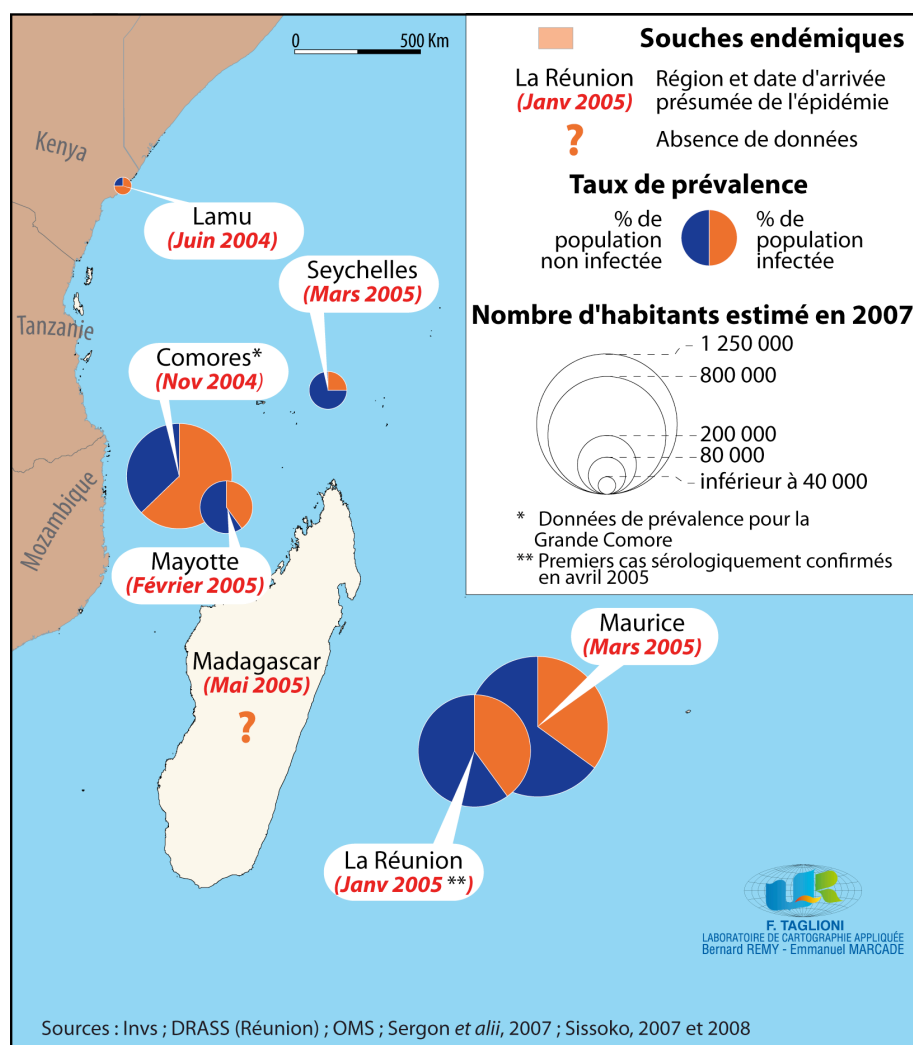 0 500 Km
Souches endémiques
La Réunion
(Janv 2005)
Région et date d'arrivée
présumée de l'épidémie
?
Absence de données
Taux de prévalence
% de
population
non infectée
% de
population
infectée
Nombre d'habitants estimé en 2007
1 250 000
800 000
200 000
80 000
inférieur à 40 000
* Données de prévalence pour la
Grande Comore
** Premiers cas sérologiquement confirmés
en avril 2005
Kenya
Lamu
(Juin 2004)
Seychelles
(Mars 2005)
Tanzanie
Comores*
(Nov 2004)
Mozambique
Mayotte
(Février 2005)
Maurice
(Mars 2005)
Madagascar
(Mai 2005)
?
La Réunion
(Janv 2005 **)
UR
F. TAGLIONI
LABORATOIRE DE CARTOGRAPHIE APPLIQUÉE
Bernard REMY - Emmanuel MARCADE
Sources : Invs ; DRASS (Réunion) ; OMS ; Sergon et alii, 2007 ; Sissoko, 2007 et 2008